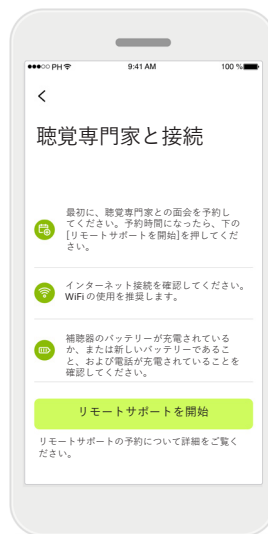 PH 9:41 AM 100 %
聴覚専門家と接続
最初に、聴覚専門家との面会を予約し
てください。予約時間になったら、下の
[リモートサポートを開始]を押してくだ
さい。
インターネット接続を確認してください。
WiFi の使用を推奨します。
補聴器のバッテリーが充電されている
か、または新しいバッテリーであるこ
と、および電話が充電されていることを
確認してください。
リモートサポートを開始
リモートサポートの予約について詳細をご覧く
ださい。